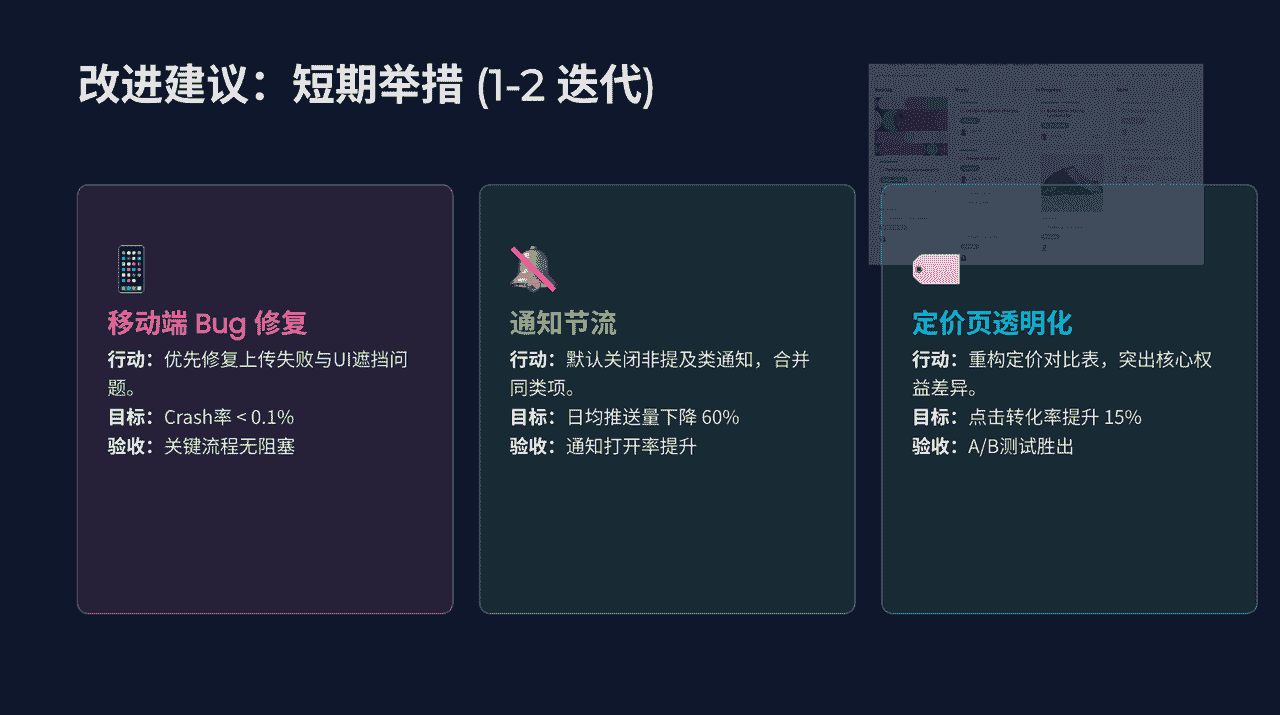 改进建议：短期举措 (1-2 迭代)
移动端 Bug 修复
行动：优先修复上传失败与UI遮挡问
题。
目标：Crash率 < 0.1%
验收：关键流程无阻塞
通知节流
行动：默认关闭非提及类通知，合并
同类项。
目标：日均推送量下降 60%
验收：通知打开率提升
定价页透明化
行动：重构定价对比表，突出核心权
益差异。
目标：点击转化率提升 15%
验收：A/B测试胜出